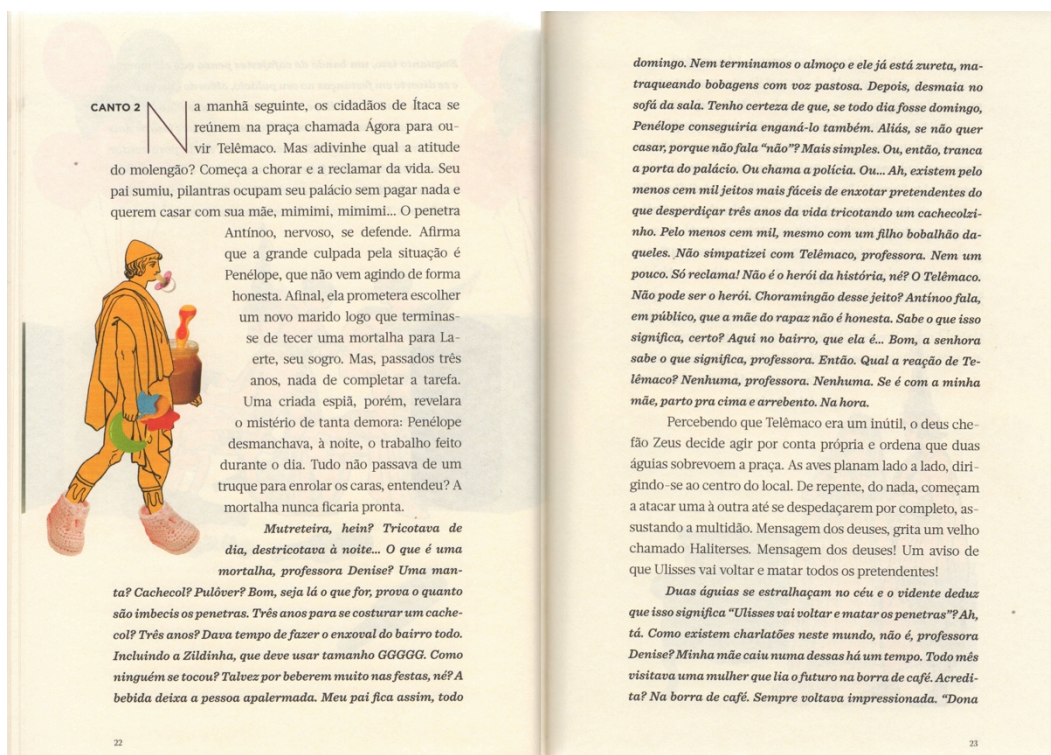 CANTO 2 Na manhã seguinte, os cidadãos de Ítaca se
reúnem na praça chamada Ágora para ou-
vir Telêmaco. Mas adivinhe qual a atitude
do molengão? Começa a chorar e a reclamar da vida. Seu
pai sumiu, pilantras ocupam seu palácio sem pagar nada e
querem casar com sua mãe, mimimi, mimimi... O penetra
Antínoo, nervoso, se defende. Afirma
que a grande culpada pela situação é
Penélope, que não vem agindo de forma
honesta. Afinal, ela prometera escolher
um novo marido logo que terminas-
se de tecer uma mortalha para La-
erte, seu sogro. Mas, passados três
anos, nada de completar a tarefa.
Uma criada espiã, porém, revelara
o mistério de tanta demora: Penélope
desmanchava, à noite, o trabalho feito
durante o dia. Tudo não passava de um
truque para enrolar os caras, entendeu? A
mortalha nunca ficaria pronta.
Mutreteira, hein? Tricotava de
dia, destricotava à noite... O que é uma
mortalha, professora Denise? Uma man-
ta? Cachecol? Pulôver? Bom, seja lá o que for, prova o quanto
são imbecis os penetras. Três anos para se costurar um cache-
col? Três anos? Dava tempo de fazer o enxoval do bairro todo.
Incluindo a Zildinha, que deve usar tamanho GGGGG. Como
ninguém se tocou? Talvez por beberem muito nas festas, né? A
bebida deixa a pessoa apalermada. Meu pai fica assim, todo
22
domingo. Nem terminamos o almoço e ele já está zureta, ma-
traqueando bobagens com voz pastosa. Depois, desmaia no
sofá da sala. Tenho certeza de que, se todo dia fosse domingo,
Penélope conseguiria enganá-lo também. Aliás, se não quer
casar, porque não fala “não”? Mais simples. Ou, então, tranca
a porta do palácio. Ou chama a polícia. Ou... Ah, existem pelo
menos cem mil jeitos mais fáceis de enxotar pretendentes do
que desperdiçar três anos da vida tricotando um cachecolzi-
nho. Pelo menos cem mil, mesmo com um filho bobalhão da-
queles. Não simpatizei com Telêmaco, professora. Nem um
pouco. Só reclama! Não é o herói da história, né? O Telêmaco.
Não pode ser o herói. Choramingão desse jeito? Antínoo fala,
em público, que a mãe do rapaz não é honesta. Sabe o que isso
significa, certo? Aqui no bairro, que ela é... Bom, a senhora
sabe o que significa, professora. Então. Qual a reação de Te-
lêmaco? Nenhuma, professora. Nenhuma. Se é com a minha
mãe, parto pra cima e arrebento. Na hora.
Percebendo que Telêmaco era um inútil, o deus che-
fão Zeus decide agir por conta própria e ordena que duas
águias sobrevoem a praça. As aves planam lado a lado, diri-
gindo-se ao centro do local. De repente, do nada, começam
a atacar uma à outra até se despedaçarem por completo, as-
sustando a multidão. Mensagem dos deuses, grita um velho
chamado Haliterses. Mensagem dos deuses! Um aviso de
que Ulisses vai voltar e matar todos os pretendentes!
Duas águias se estralhaçam no céu e o vidente deduz
que isso significa “Ulisses vai voltar e matar os penetras”? Ah,
tá. Como existem charlatões neste mundo, não é, professora
Denise? Minha mãe caiu numa dessas há um tempo. Todo mês
visitava uma mulher que lia o futuro na borra de café. Acredi-
ta? Na borra de café. Sempre voltava impressionada. “Dona
23